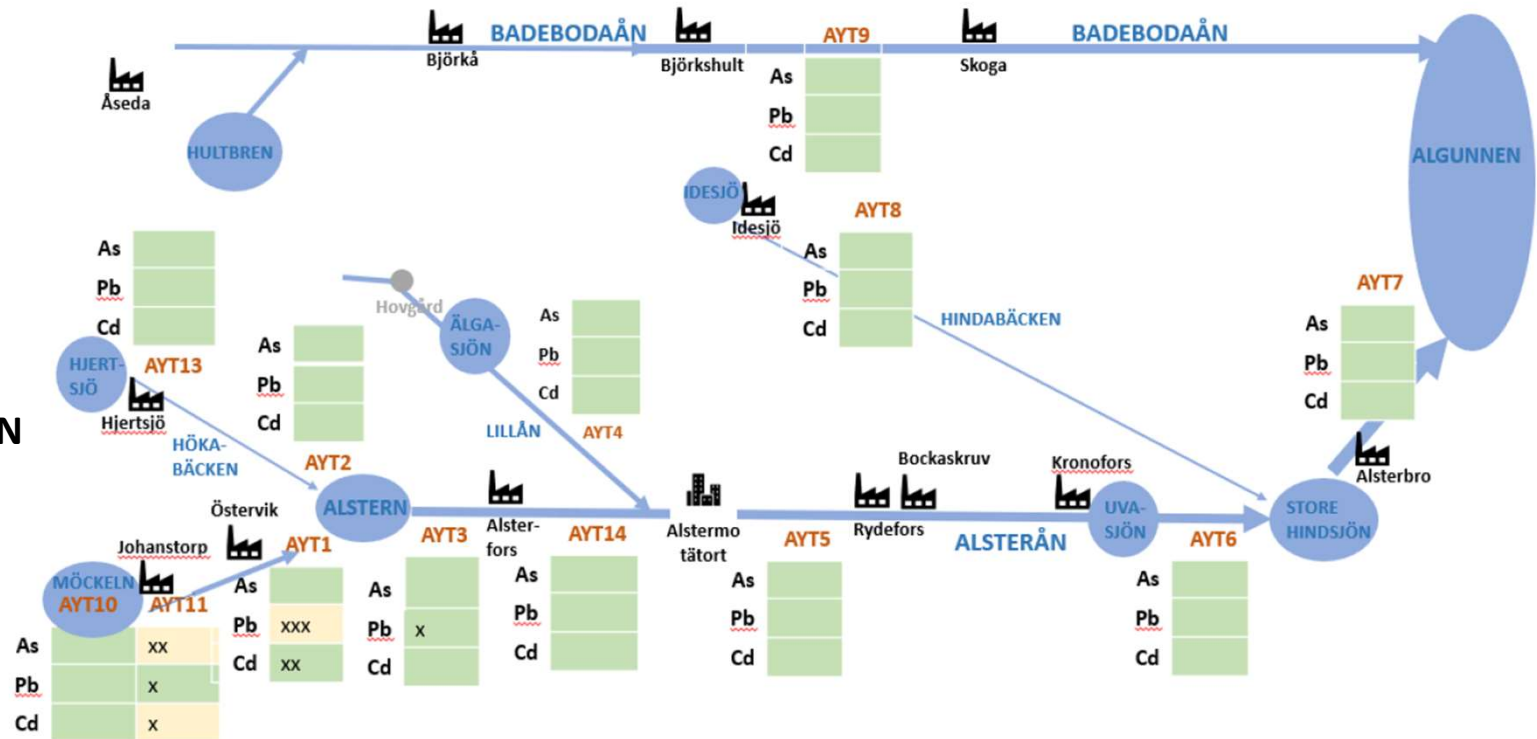 BADEBODAÅN
BADEBODAÅN
Åseda
Björkå
Björkshult
AYT9
Skoga
As
Pb
Cd
HULTBREN
ALGUNNEN
IDESJÖ
Idesjö
AYT8
As
Pb
Cd
HINDABÄCKEN
As
Pb
Cd
AYT13
HJERT-
SJÖ
Hjertsjö
HÖKA-
BÄCKEN
As
Pb
Cd
AYT2
Hovgård
ÄLGA-
SJÖN
As
Pb
Cd
AYT4
LILLÅN
AYT7
As
Pb
Cd
N
ALSTERN
Alster-
fors
Alstermo
tätort
Rydefors
Bockaskruv
Kronofors
UVA-
SJÖN
ALSTERÅN
STORE
HINDSJÖN
Alsterbro
Östervik
Johanstorp
MÖCKELN
AYT10
AYT11
As
xx
Pb
x
Cd
x
AYT1
As
Pb
xxx
Cd
xx
AYT3
As
Pb
x
Cd
AYT14
As
Pb
Cd
AYT5
As
Pb
Cd
AYT6
As
Pb
Cd